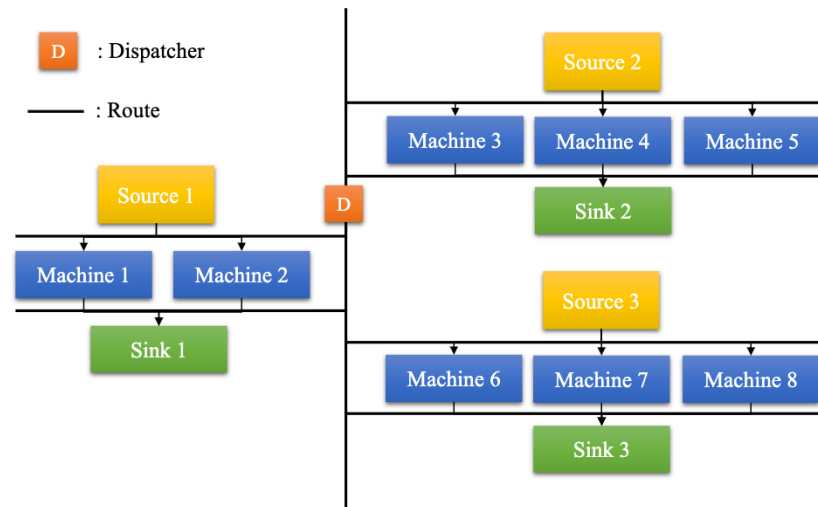 D : Dispatcher
: Route
Source 1
Machine 1 Machine 2
Sink 1
D
Source 2
Machine 3 Machine 4 Machine 5
Sink 2
Source 3
Machine 6 Machine 7 Machine 8
Sink 3